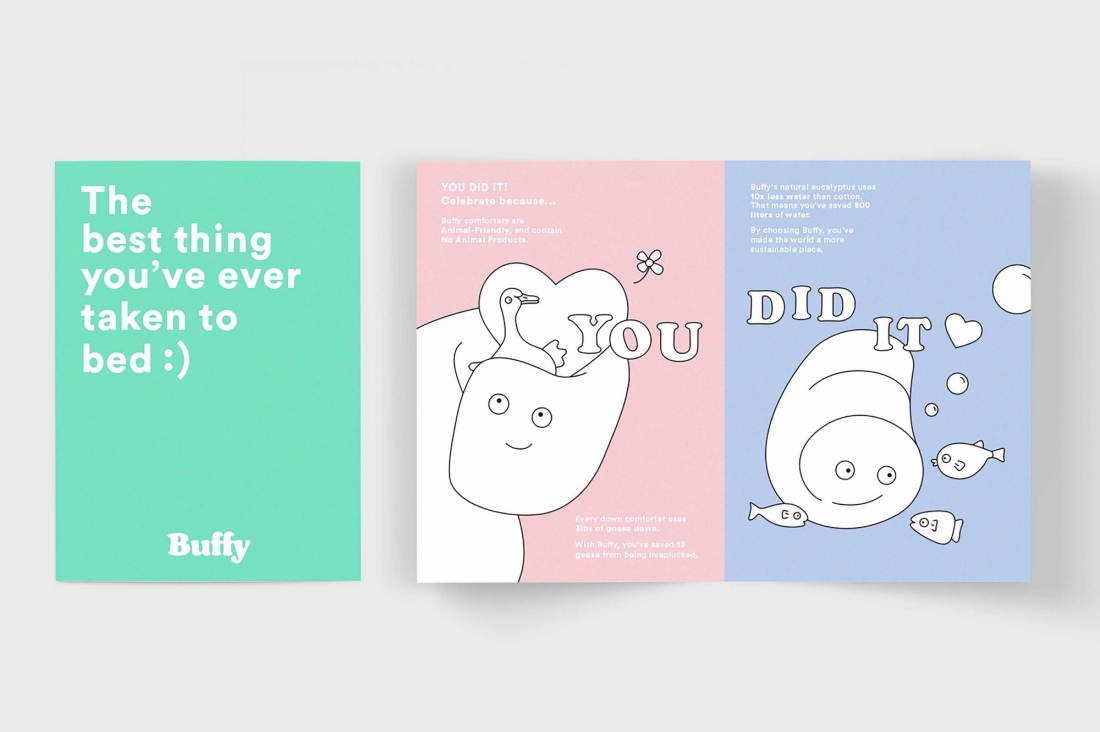 The
best thing
you've ever
taken to
bed :)
Buffy
YOU DID IT!
Celebrate because...
Buffy comforters are
Animal-Friendly, and contain
No Animal Products.
YOU
Every down comforter uses
3lbs of goose down.
With Buffy, you've saved 12
geese from being liveplucked.
Buffy's natural eucalyptus uses
10x less water than cotton.
That means you've saved 800
liters of water.
By choosing Buffy, you've
made the world a more
sustainable place.
DID
IT